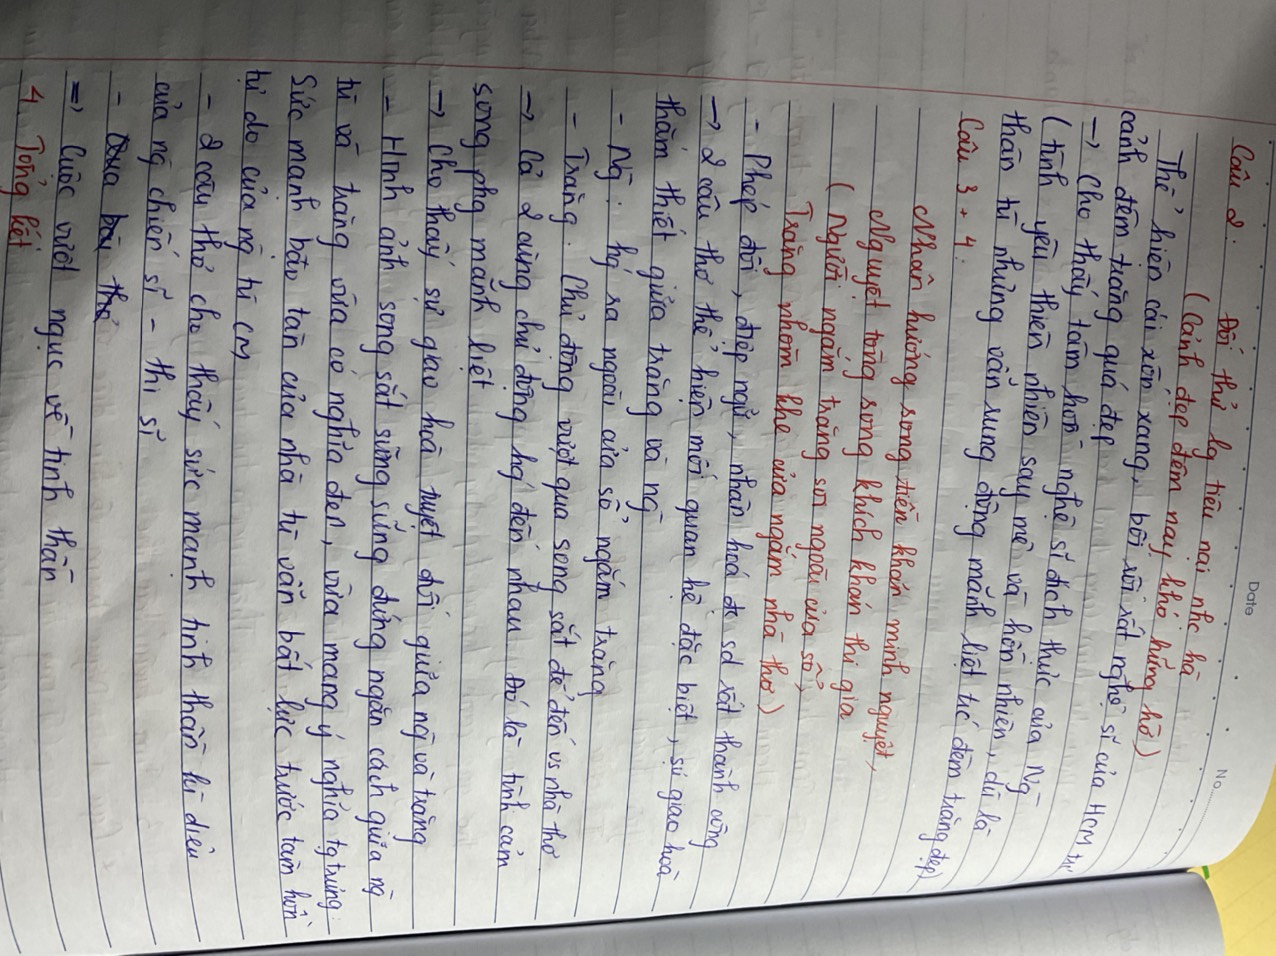 Date
No
Câu 2: Đối thử lg tiêu nại nhc hà
(Cảnh đẹp đêm nay khó hững hờ)
Thể hiện cái xốn xang, bối rối rất nghệ sĩ của HCM trc
cảnh đêm trăng quá đẹp
→ Cho thấy tâm hồn nghệ sĩ đích thực của Ng̃
(tình yêu thiên nhiên say mê và hồn nhiên, dù là
thân tù nhưng vẫn rung động mãnh liệt trc đêm trăng đẹp)
Câu 3 + 4:
Nhân hướng song tiền khán minh nguyệt,
Nguyệt tòng song khích khán thi gia
(Người ngắm trăng soi ngoài cửa sổ,
Trăng nhòm khe cửa ngắm nhà thơ)
- Phép đối, điệp ngữ, nhân hoá đc sd rất thành công
→ 2 câu thơ thể hiện mối quan hệ đặc biệt, sự giao hoà
thắm thiết giữa trăng và ng̃
- Ng̃: hg' ra ngoài cửa sổ ngắm trăng
- Trăng: Chủ động vượt qua song sắt để đến vs nhà thơ
→ Cả 2 cùng chủ động hg' đến nhau. Đó là tình cảm
song phg mãnh liệt
→ Cho thấy sự giao hoà tuyệt đối giữa ng̃ và trăng
- Hình ảnh song sắt sừng sững đứng ngăn cách giữa ng̃
tù và trăng vừa có nghĩa đen, vừa mang ý nghĩa tg trưng:
Sức mạnh bạo tàn của nhà tù vẫn bất lực trước tâm hồn
tự do của ng̃ tù CM
- 2 câu thơ cho thấy sức mạnh tinh thần kì diệu
của ng̃ chiến sĩ - thi sĩ
- Qua bài thơ
=> Cuộc vượt ngục về tinh thần
4. Tổng kết